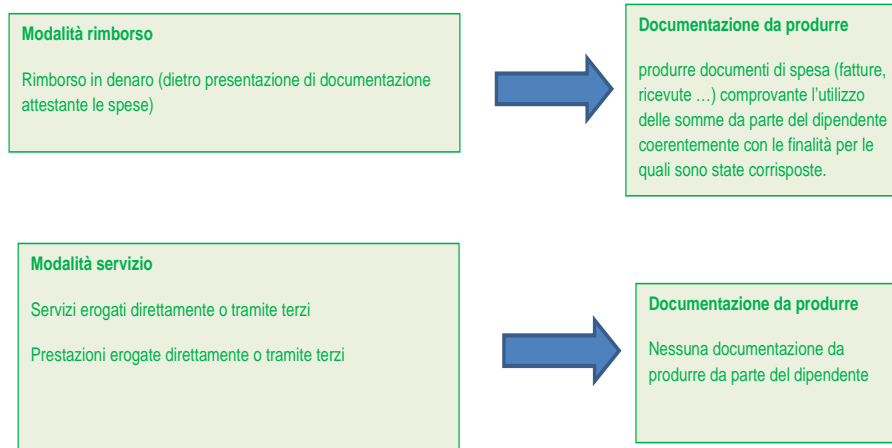 Modalità rimborso
Rimborso in denaro (dietro presentazione di documentazione
attestante le spese)
Documentazione da produrre
produrre documenti di spesa (fatture,
ricevute …) comprovante l'utilizzo
delle somme da parte del dipendente
coerentemente con le finalità per le
quali sono state corrisposte.
Modalità servizio
Servizi erogati direttamente o tramite terzi
Prestazioni erogate direttamente o tramite terzi
Documentazione da produrre
Nessuna documentazione da
produrre da parte del dipendente